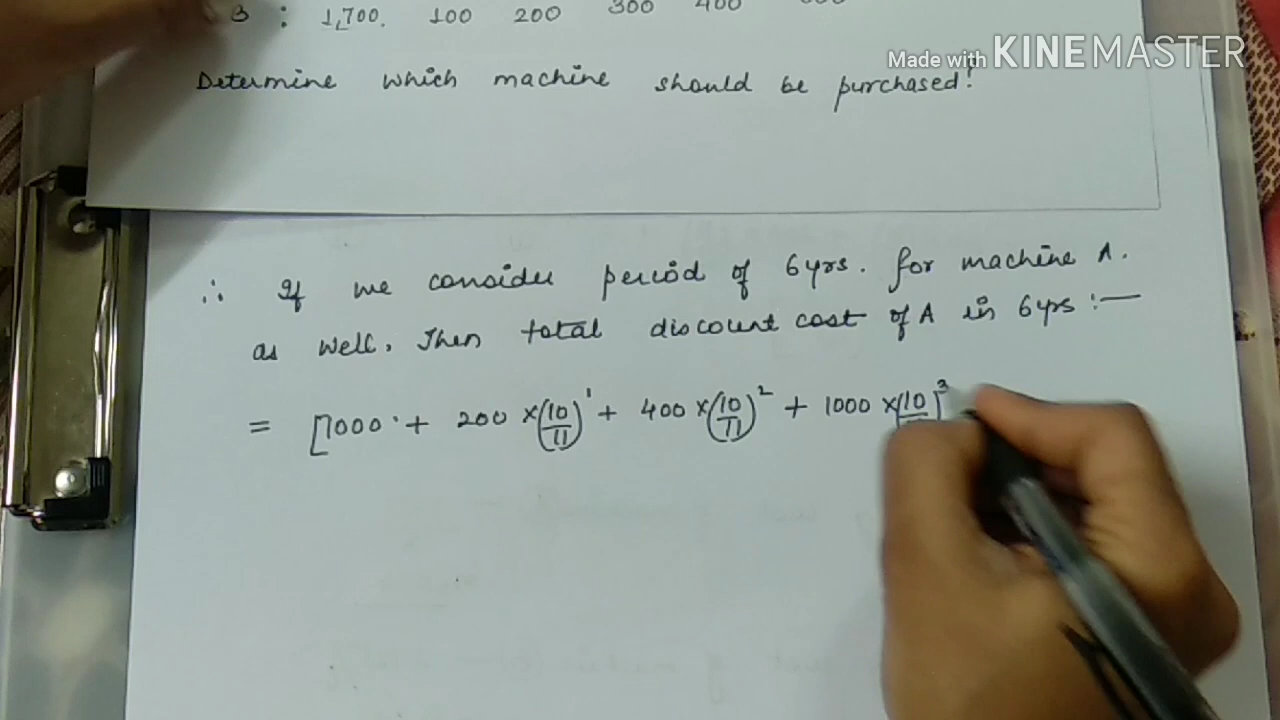 B : 1,700. 100 200 300 400
Made with KINEMASTER
Determine which machine should be purchased?
∴ If we consider period of 6yrs. for machine A.
as well. Then total discount cost of A in 6yrs :—
= [1000 + 200 × (10/11)¹ + 400 × (10/11)² + 1000 × (10/11)³